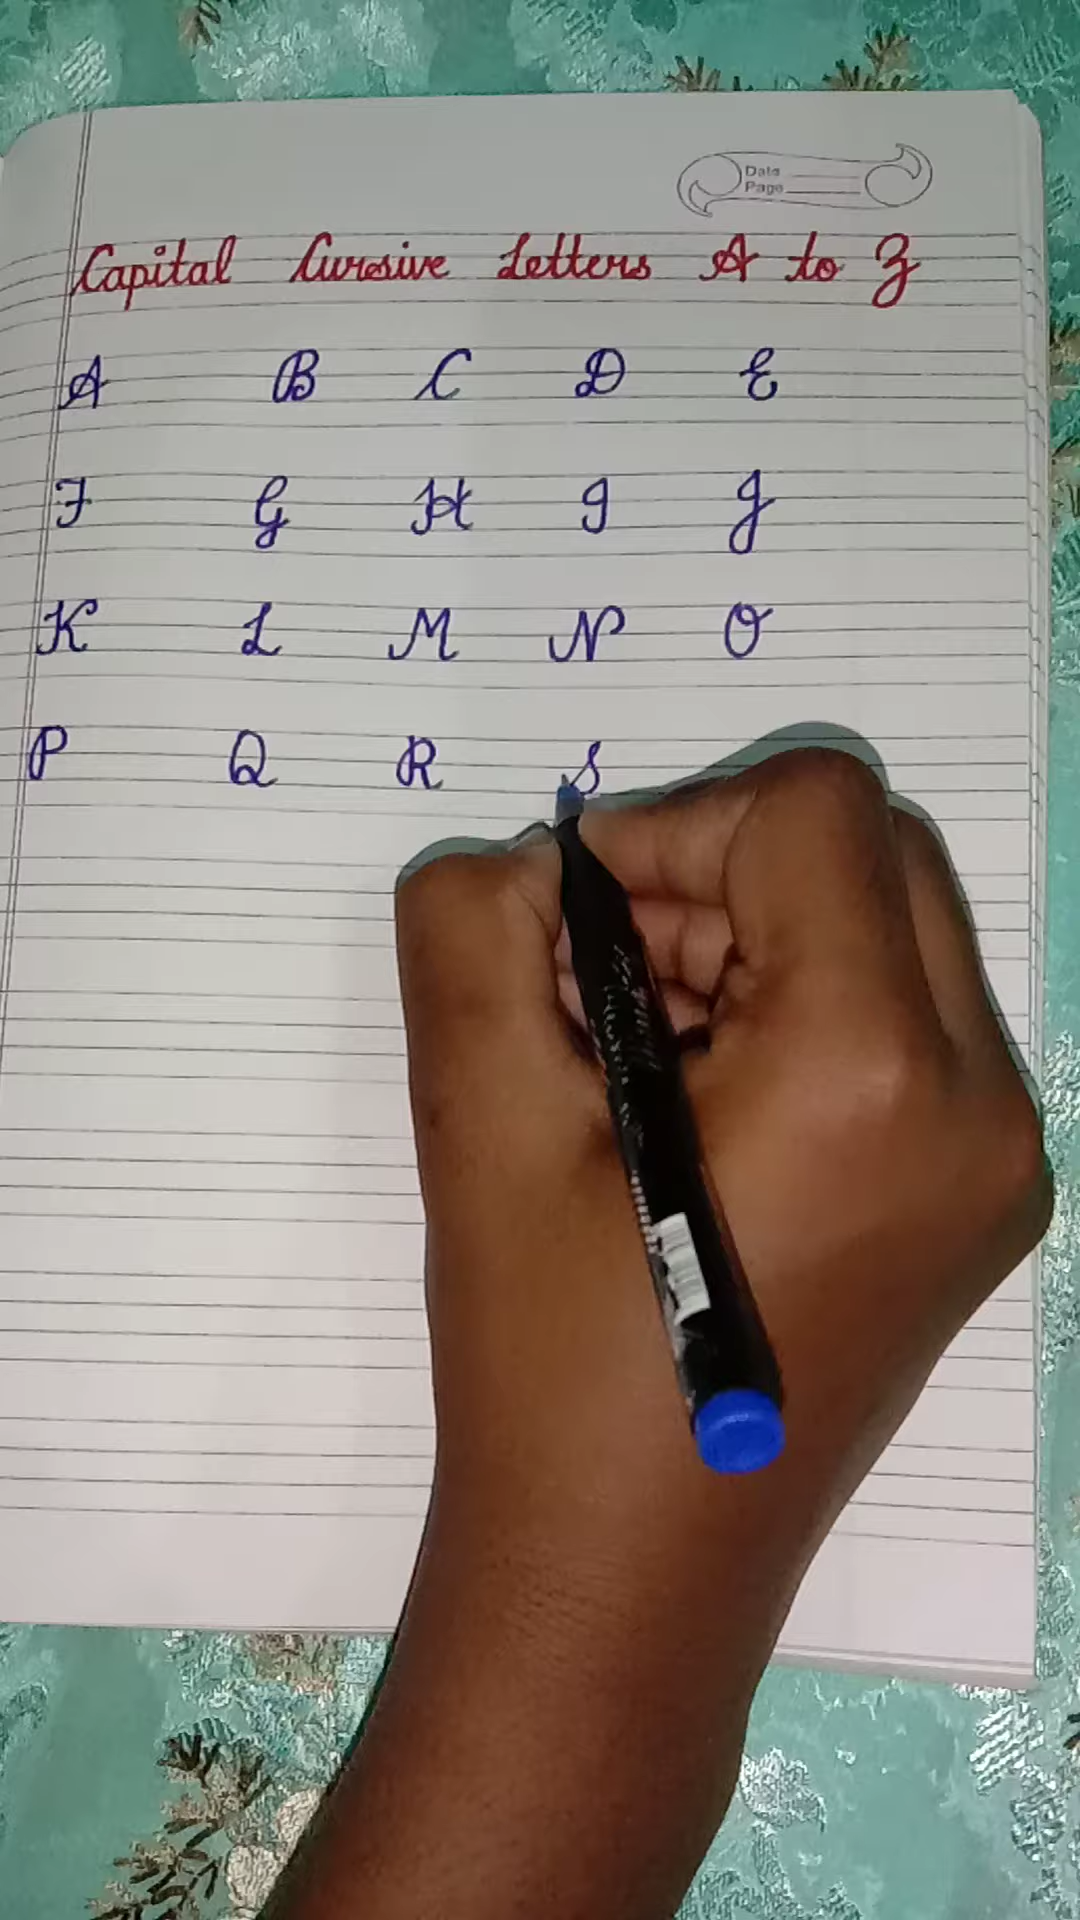 Date
Page
Capital Cursive Letters A to Z
A B C D E
F G H I J
K L M N O
P Q R S